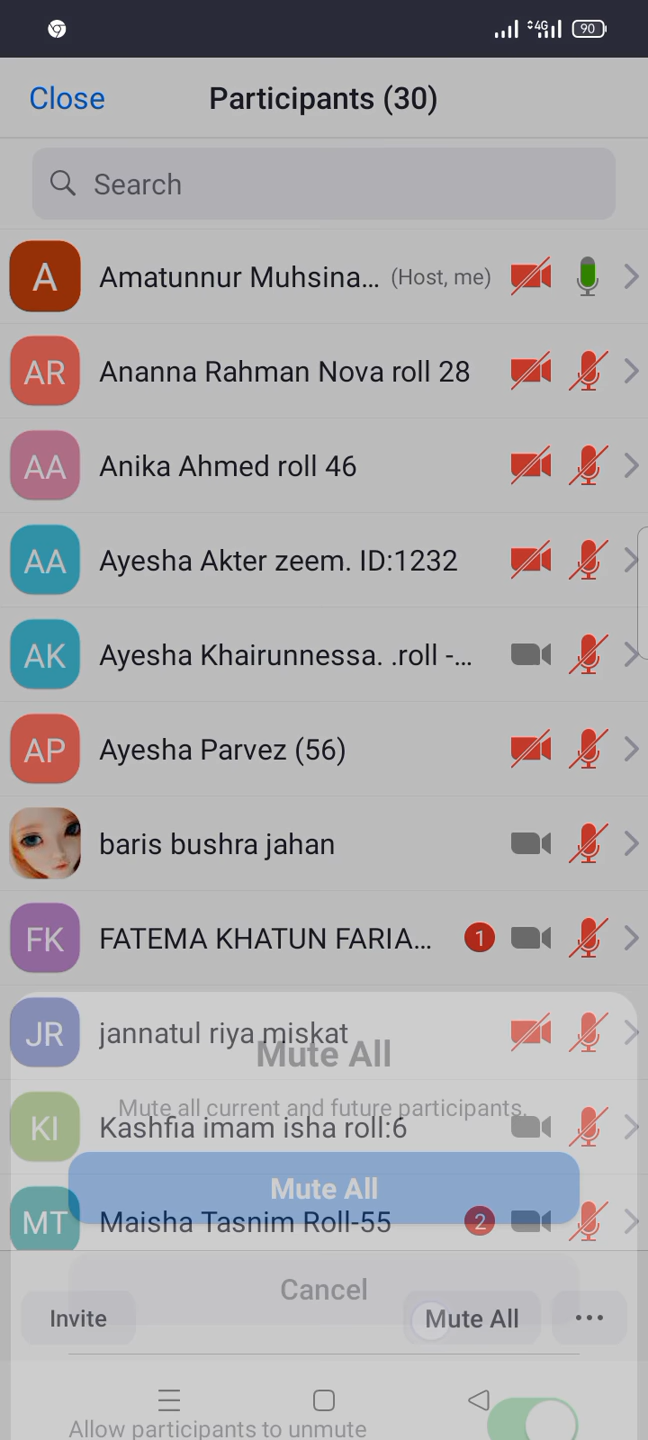 4G 90
Close Participants (30)
Search
A Amatunnur Muhsina... (Host, me)
AR Ananna Rahman Nova roll 28
AA Anika Ahmed roll 46
AA Ayesha Akter zeem. ID:1232
AK Ayesha Khairunnessa. .roll -...
AP Ayesha Parvez (56)
baris bushra jahan
FK FATEMA KHATUN FARIA... 1
JR jannatul riya miskat
Mute All
Mute all current and future participants.
KI Kashfia imam isha roll:6
Mute All
MT Maisha Tasnim Roll-55 2
Cancel
Invite Mute All ...
Allow participants to unmute